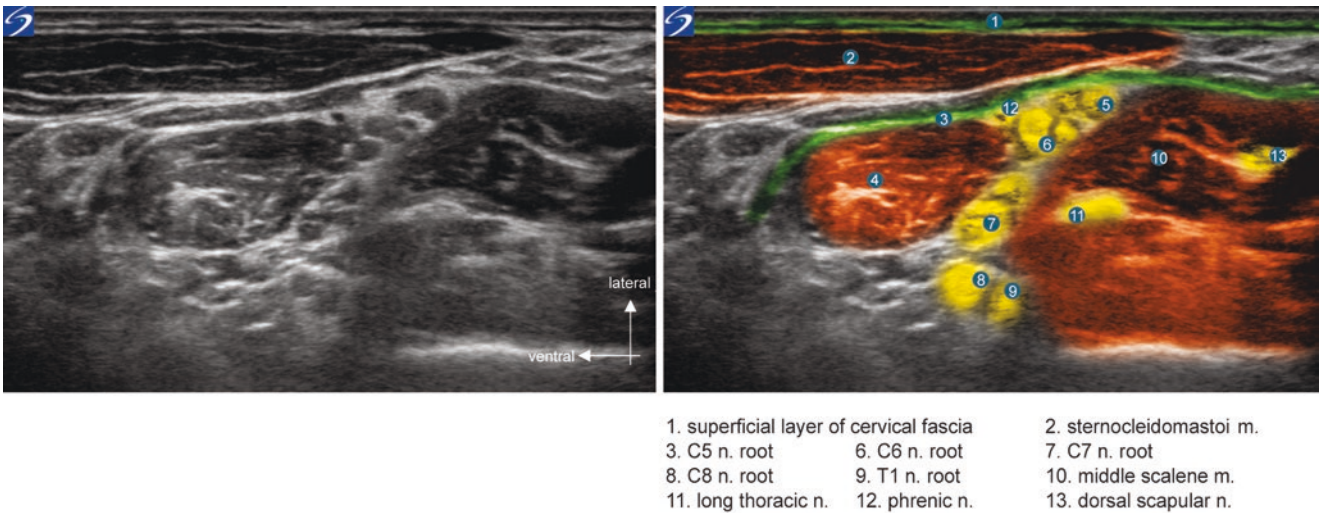 lateral
ventral
1
2
3
12
5
6
4
10
13
7
11
8
9
1. superficial layer of cervical fascia 2. sternocleidomastoi m.
3. C5 n. root 6. C6 n. root 7. C7 n. root
8. C8 n. root 9. T1 n. root 10. middle scalene m.
11. long thoracic n. 12. phrenic n. 13. dorsal scapular n.